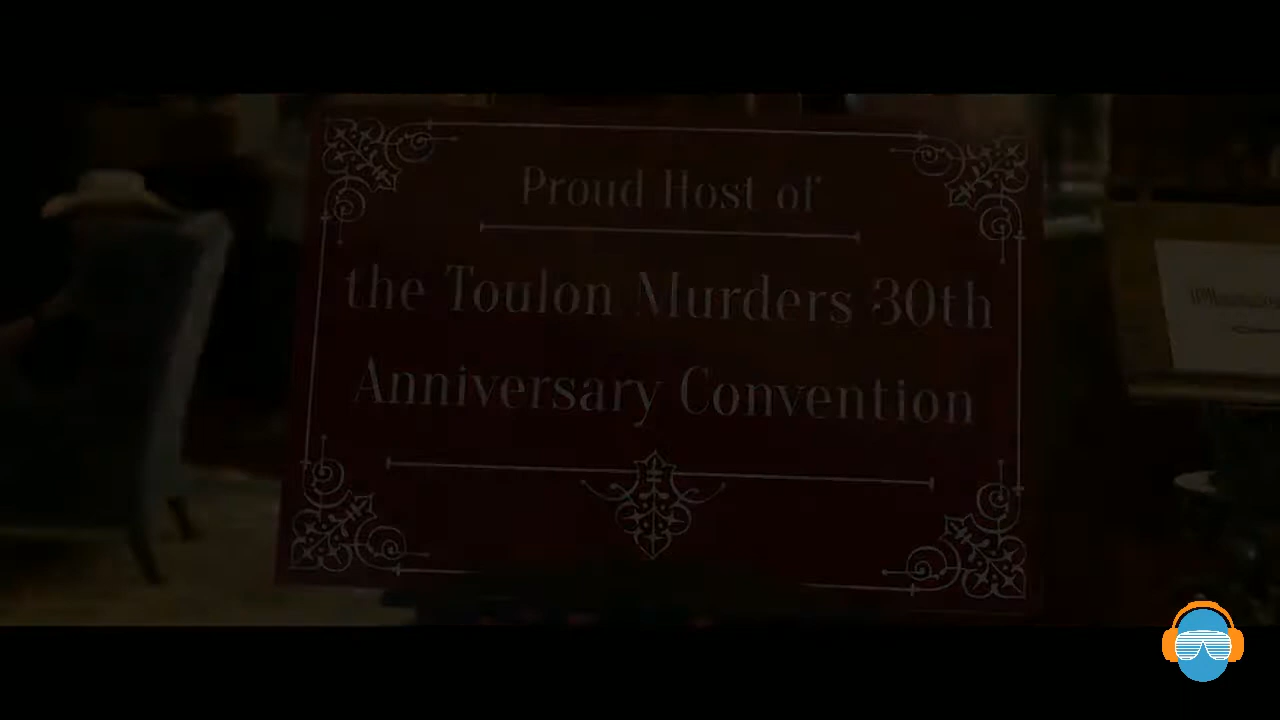 Proud Host of
the Toulon Murders 30th
Anniversary Convention